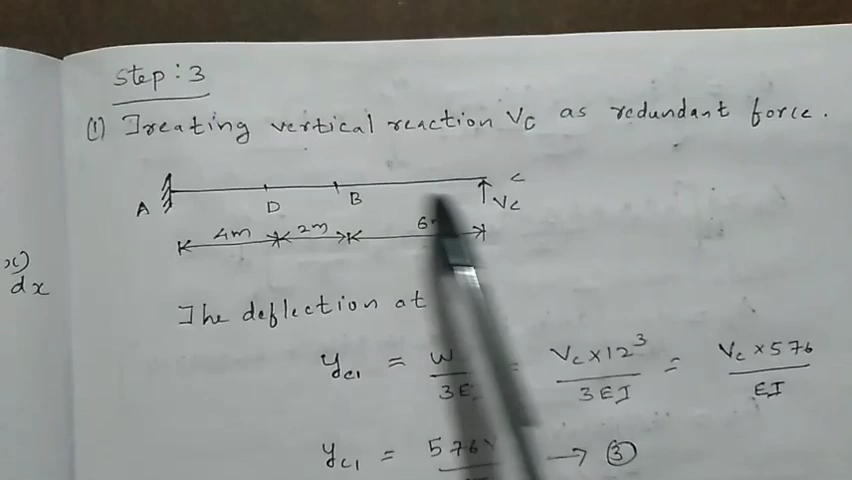 Step : 3
(1) Treating vertical reaction Vc as redundant force.
A D B C
Vc
4m 2m
x)
dx
The deflection at
yc1 = = Vc x 12³ / 3EI = Vc x 576 / EI
yc1 = → ③